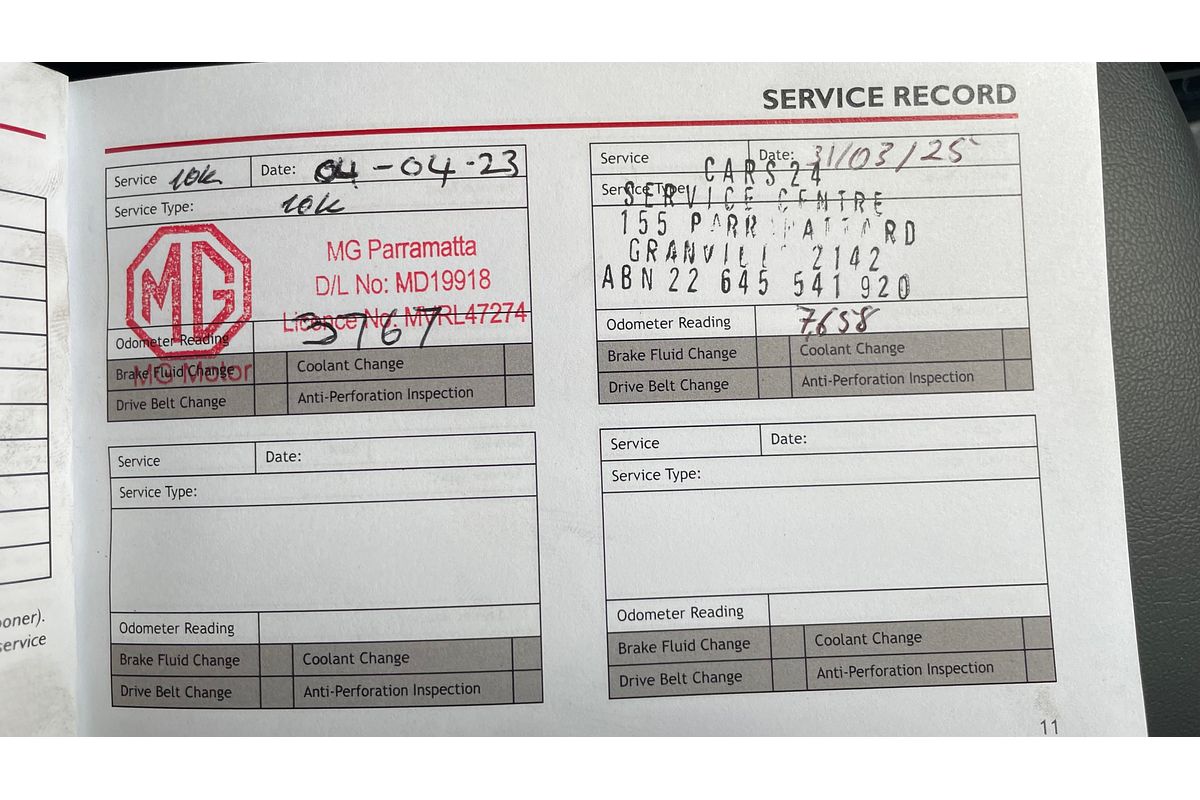 SERVICE RECORD
Service 10k Date: 04-04-23
Service Type: 10k
MG
MG Motor
MG Parramatta
D/L No: MD19918
Licence No: MVRL47274
Odometer Reading 3767
Brake Fluid Change Coolant Change
Drive Belt Change Anti-Perforation Inspection
Service Date: 31/03/25
Service Type
CARS24
SERVICE CENTRE
155 PARRAMATTA RD
GRANVILLE 2142
ABN 22 645 541 920
Odometer Reading 7,658
Brake Fluid Change Coolant Change
Drive Belt Change Anti-Perforation Inspection
Service Date:
Service Type:
Odometer Reading
Brake Fluid Change Coolant Change
Drive Belt Change Anti-Perforation Inspection
Service Date:
Service Type:
Odometer Reading
Brake Fluid Change Coolant Change
Drive Belt Change Anti-Perforation Inspection
ooner).
service
11